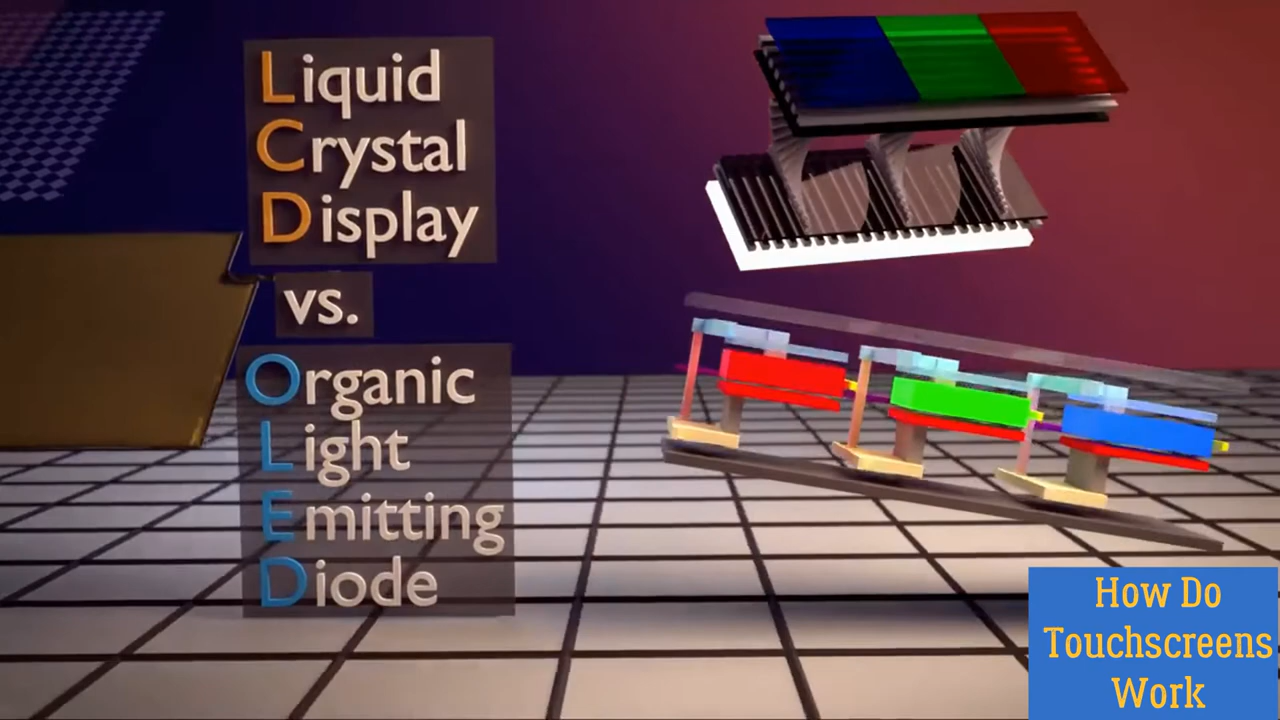 Liquid
Crystal
Display
vs.
Organic
Light
Emitting
Diode
How Do
Touchscreens
Work